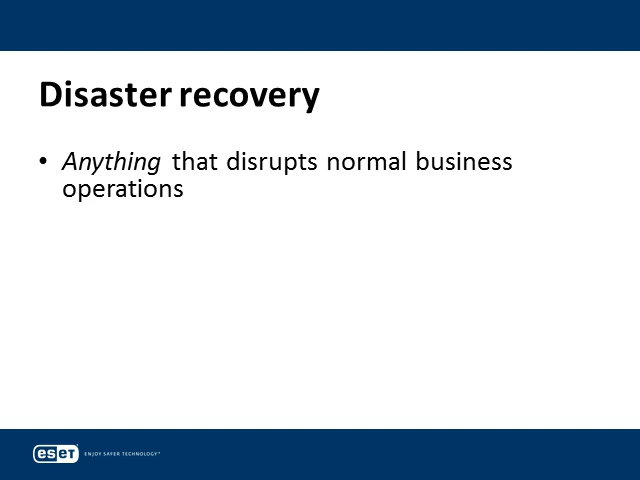 Disaster recovery
• Anything that disrupts normal business
operations
eset ENJOY SAFER TECHNOLOGY™